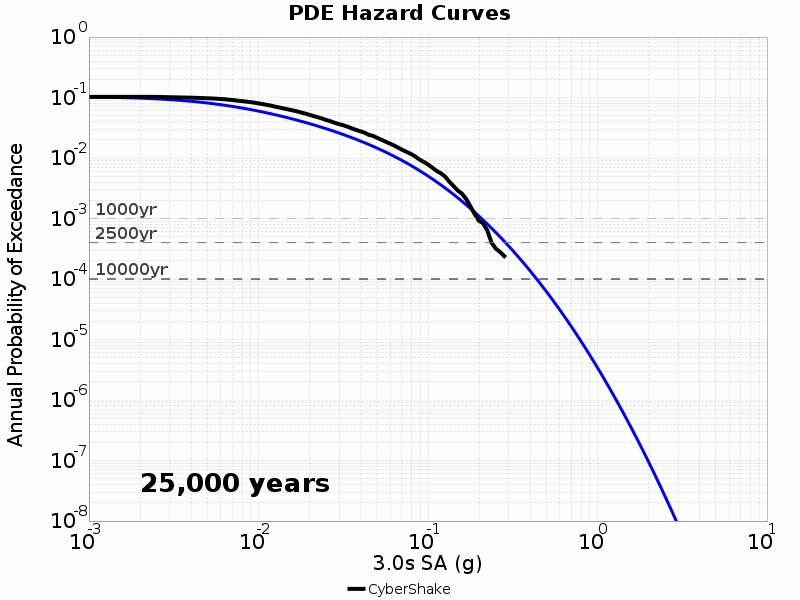 PDE Hazard Curves
10^0
10^-1
10^-2
10^-3
10^-4
10^-5
10^-6
10^-7
10^-8
Annual Probability of Exceedance
1000yr
2500yr
10000yr
25,000 years
10^-3
10^-2
10^-1
10^0
10^1
3.0s SA (g)
CyberShake